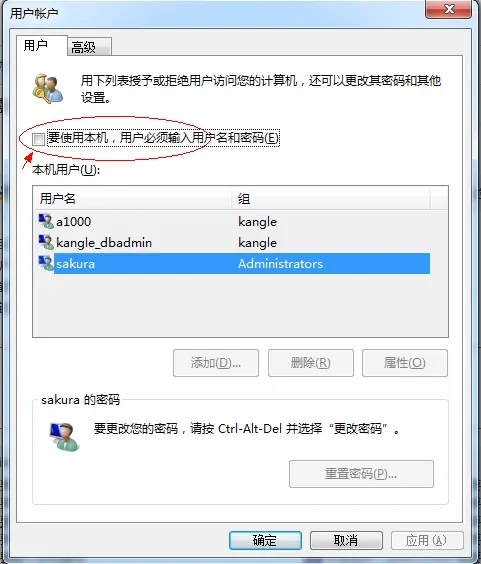 用户帐户
用户
高级
用下列表授予或拒绝用户访问您的计算机，还可以更改其密码和其他
设置。
要使用本机，用户必须输入用户名和密码(E)
本机用户(U):
用户名 组
a1000 kangle
kangle_dbadmin kangle
sakura Administrators
添加(D)... 删除(R) 属性(O)
sakura 的密码
要更改您的密码，请按 Ctrl-Alt-Del 并选择“更改密码”。
重置密码(P)...
确定 取消 应用(A)